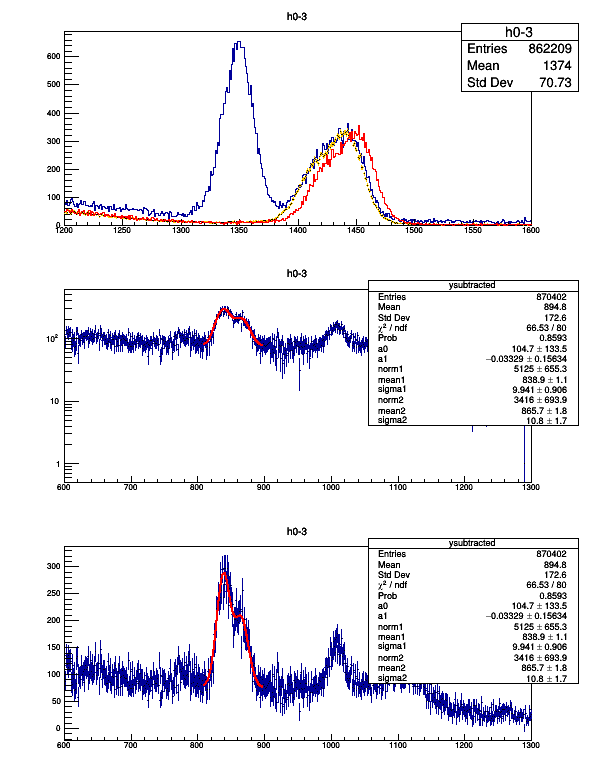 h0-3
h0-3
Entries 862209
Mean 1374
Std Dev 70.73
600
500
400
300
200
100
0
1200 1250 1300 1350 1400 1450 1500 1550 1600
h0-3
ysubtracted
Entries 870402
Mean 894.8
Std Dev 172.6
χ² / ndf 66.53 / 80
Prob 0.8593
a0 104.7 ± 133.5
a1 −0.03329 ± 0.15634
norm1 5125 ± 655.3
mean1 838.9 ± 1.1
sigma1 9.941 ± 0.906
norm2 3416 ± 693.9
mean2 865.7 ± 1.8
sigma2 10.8 ± 1.7
10²
10
1
600 700 800 900 1000 1100 1200 1300
h0-3
ysubtracted
Entries 870402
Mean 894.8
Std Dev 172.6
χ² / ndf 66.53 / 80
Prob 0.8593
a0 104.7 ± 133.5
a1 −0.03329 ± 0.15634
norm1 5125 ± 655.3
mean1 838.9 ± 1.1
sigma1 9.941 ± 0.906
norm2 3416 ± 693.9
mean2 865.7 ± 1.8
sigma2 10.8 ± 1.7
300
250
200
150
100
50
0
600 700 800 900 1000 1100 1200 1300